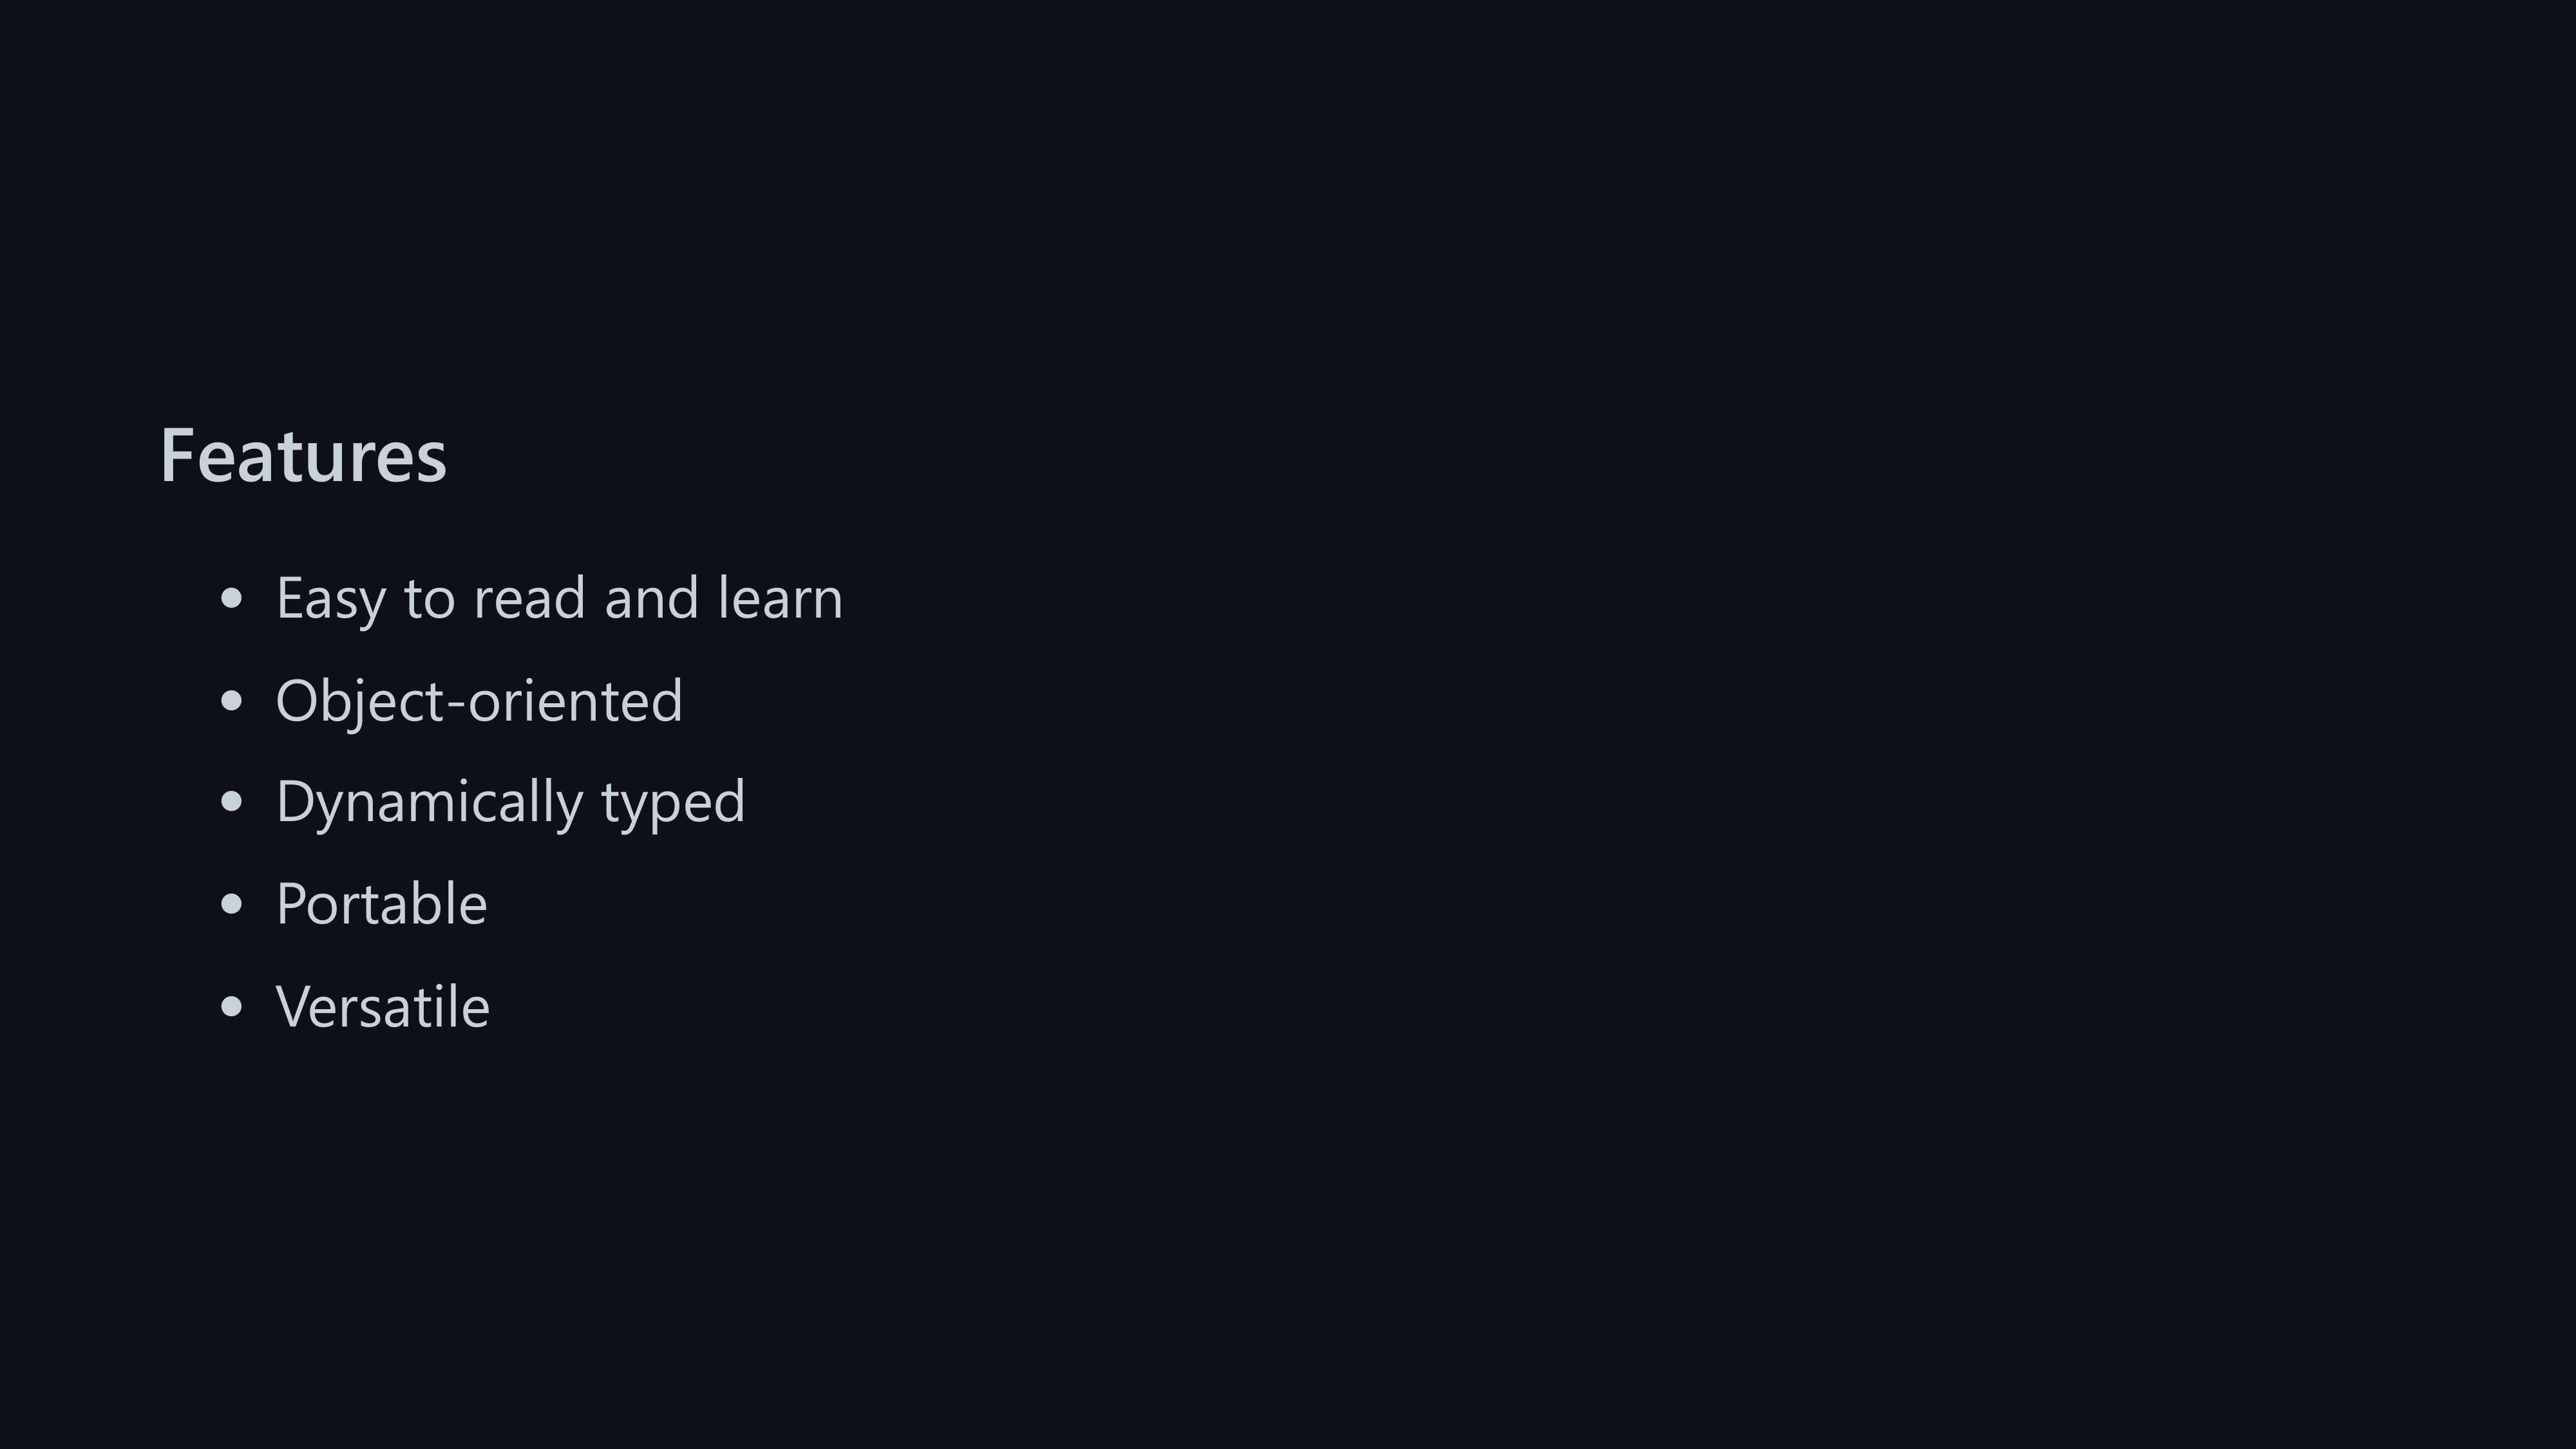 Features
• Easy to read and learn
• Object-oriented
• Dynamically typed
• Portable
• Versatile